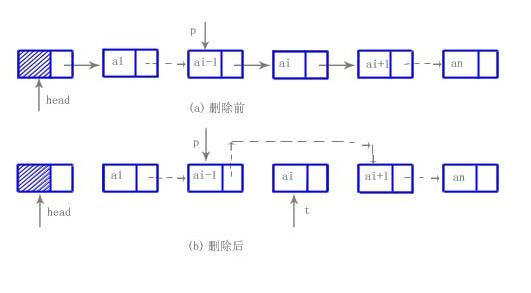 p
a1 ai-1 ai ai+1 an
head
(a) 删除前
p
a1 ai-1 ai ai+1 an
head t
(b) 删除后